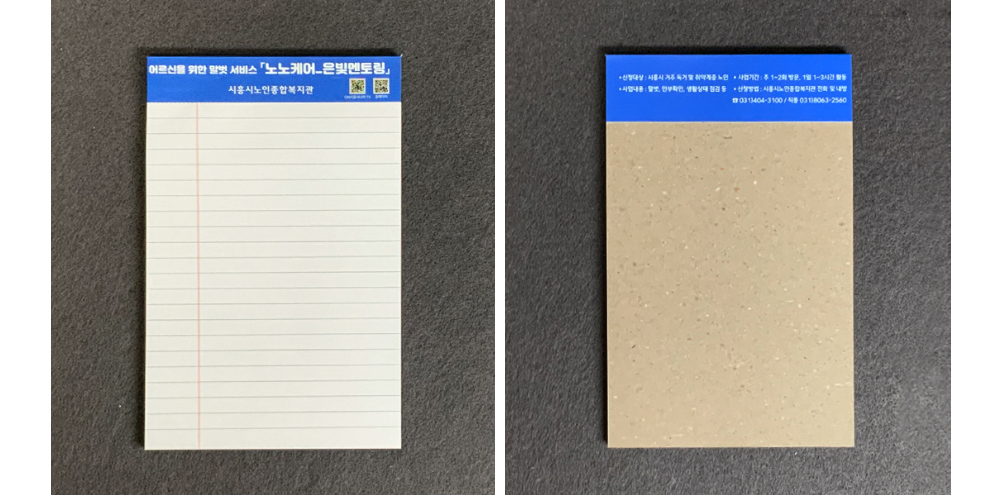 어르신을 위한 말벗 서비스 「노노케어_은빛멘토링」
시흥시노인종합복지관
• 신청대상 : 시흥시 거주 독거 및 취약계층 노인 • 사업기간 : 주 1~2회 방문, 1일 1~3시간 활동
• 사업내용 : 말벗, 안부확인, 생활상태 점검 등 • 신청방법 : 시흥시노인종합복지관 전화 및 내방
☎ 031)404-3100 / 직통 031)8063-2560